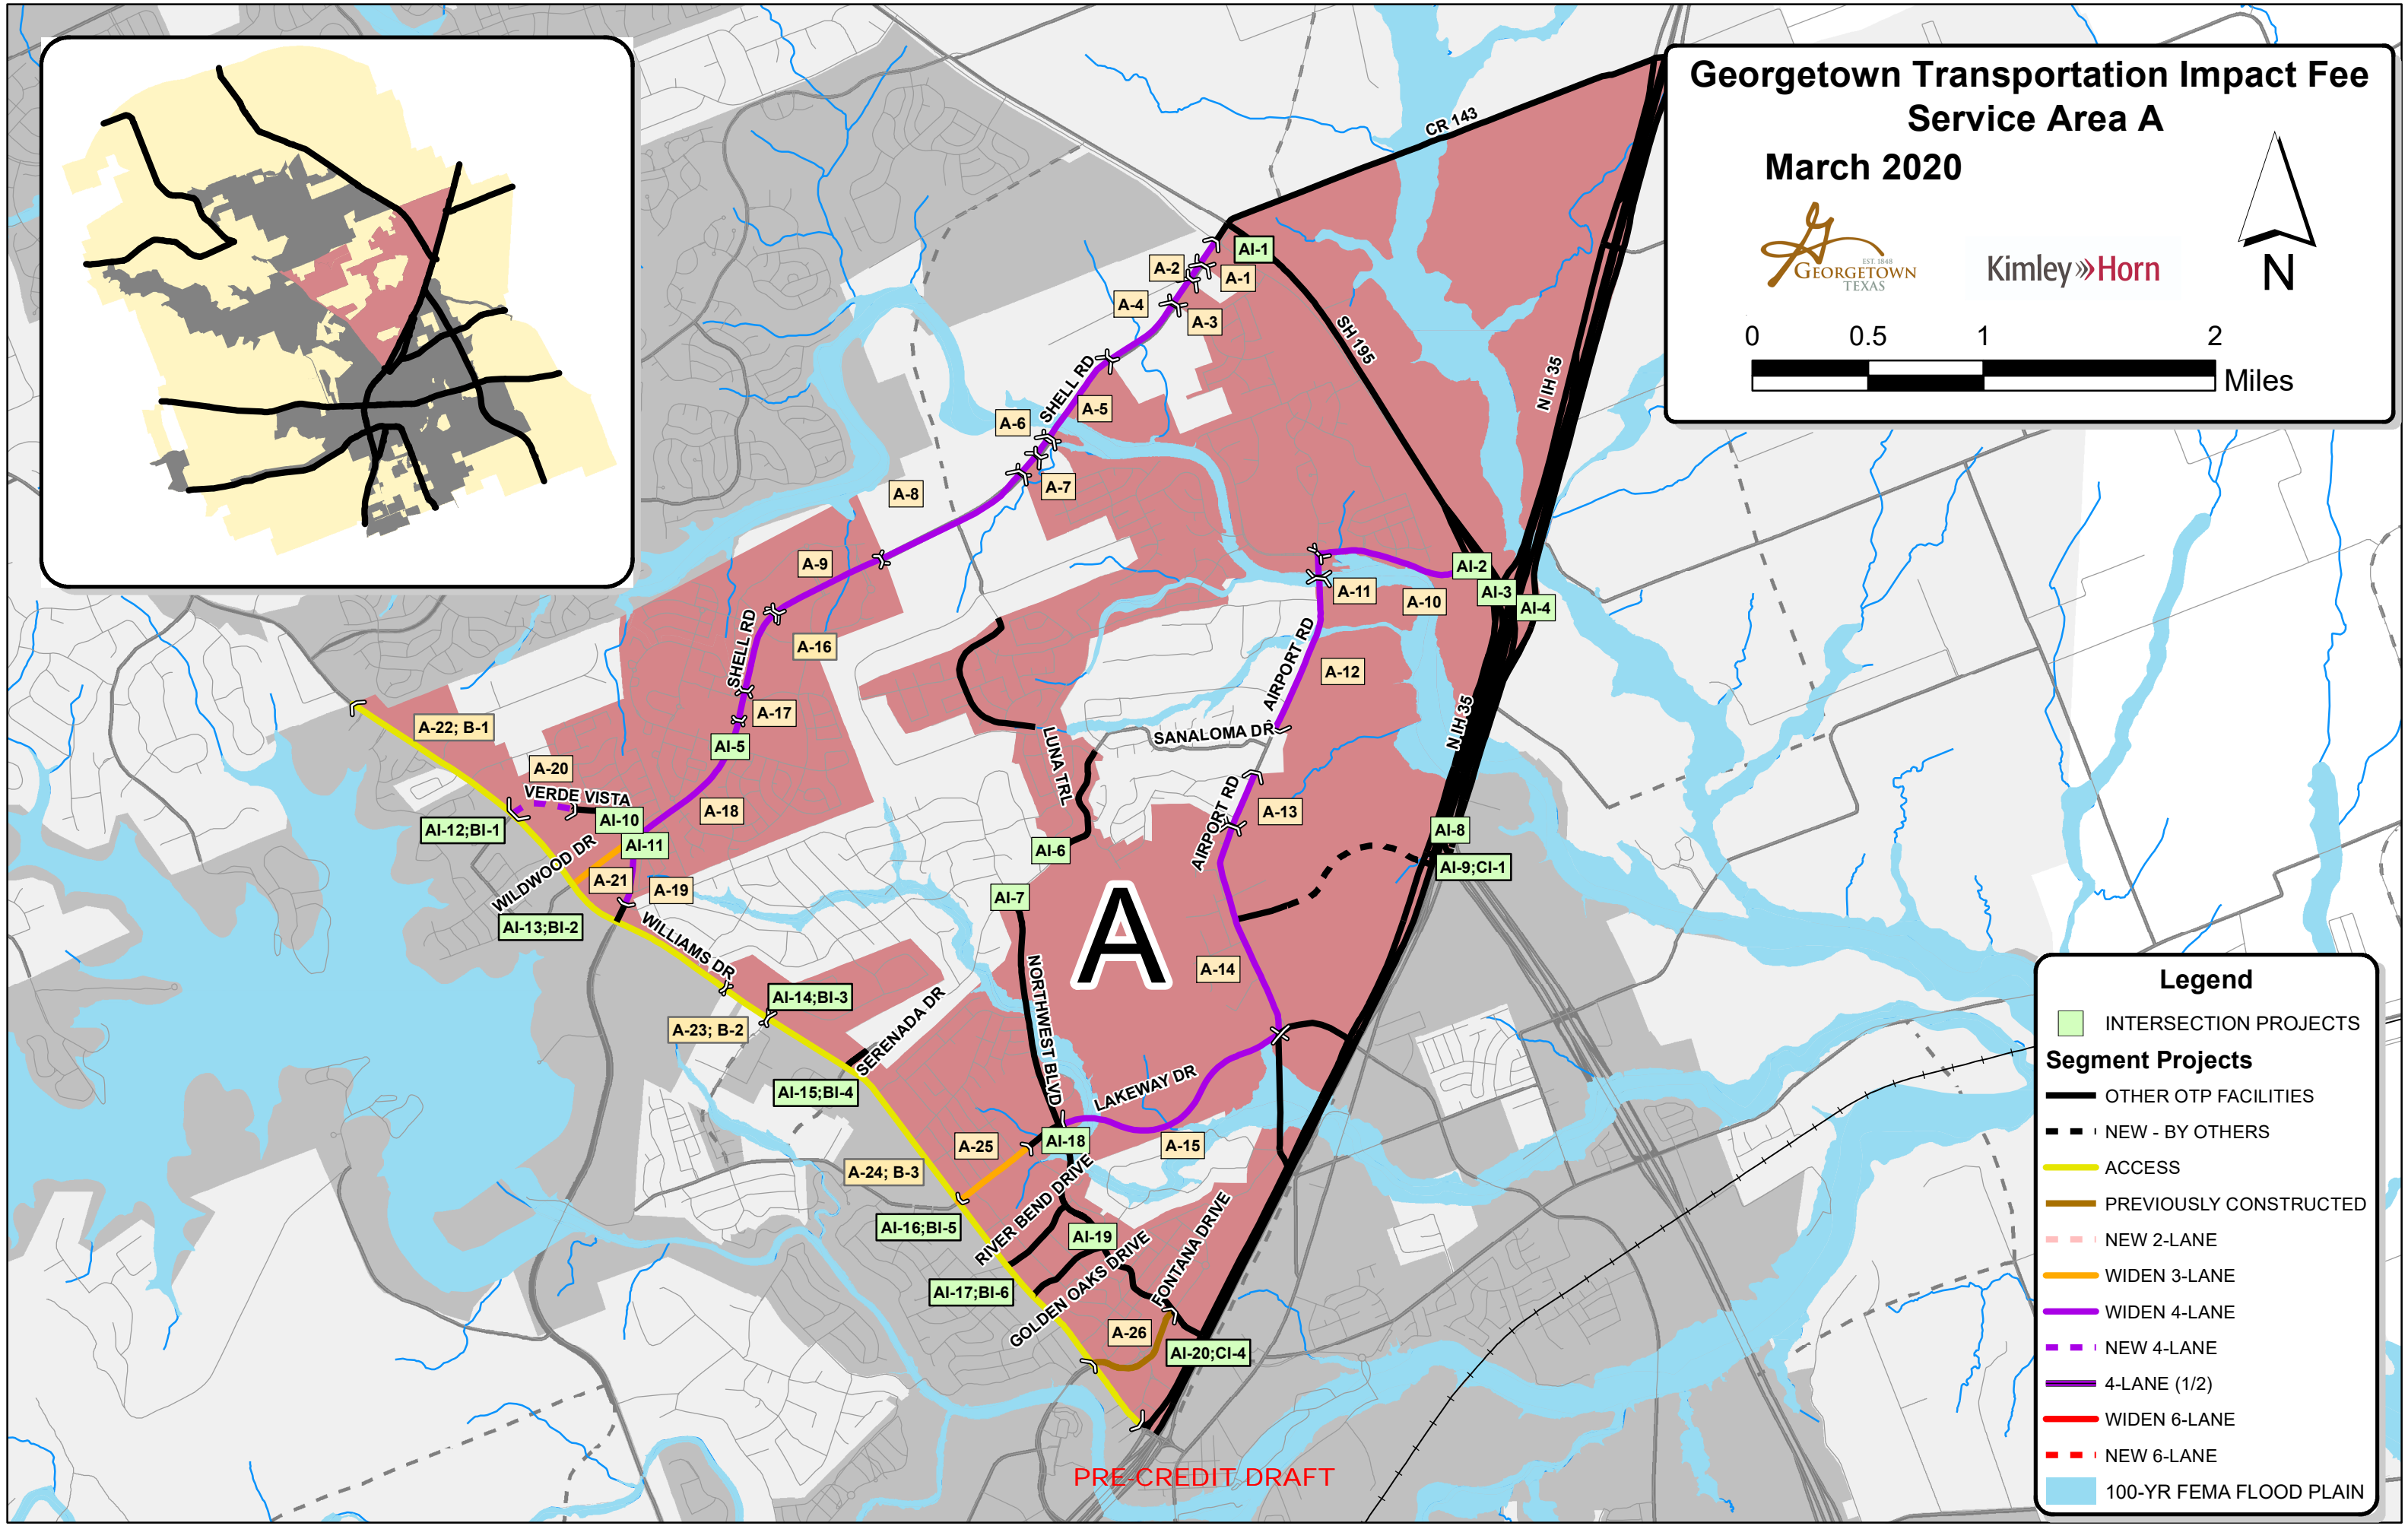 Georgetown Transportation Impact Fee
Service Area A
March 2020
EST. 1848
GEORGETOWN
TEXAS
Kimley»Horn
N
0 0.5 1 2
Miles
CR 143
AI-1
A-2
A-1
A-4
A-3
SH 195
N IH 35
SHELL RD
A-5
A-6
A-7
A-8
A-9
AI-2
AI-3
AI-4
A-11
A-10
A-16
SHELL RD
AIRPORT RD
A-12
A-17
A-22; B-1
AI-5
SANALOMA DR
N IH 35
LUNA TRL
A-20
VERDE VISTA
A-18
AIRPORT RD
A-13
AI-12;BI-1
AI-10
AI-11
AI-6
AI-8
AI-9;CI-1
WILDWOOD DR
A-21
A-19
AI-7
AI-13;BI-2
WILLIAMS DR
A
A-14
AI-14;BI-3
A-23; B-2
SERENADA DR
NORTHWEST BLVD
LAKEWAY DR
AI-15;BI-4
A-25
AI-18
A-15
A-24; B-3
AI-16;BI-5
RIVER BEND DRIVE
AI-19
FONTANA DRIVE
AI-17;BI-6
GOLDEN OAKS DRIVE
A-26
AI-20;CI-4
PRE-CREDIT DRAFT
Legend
INTERSECTION PROJECTS
Segment Projects
OTHER OTP FACILITIES
NEW - BY OTHERS
ACCESS
PREVIOUSLY CONSTRUCTED
NEW 2-LANE
WIDEN 3-LANE
WIDEN 4-LANE
NEW 4-LANE
4-LANE (1/2)
WIDEN 6-LANE
NEW 6-LANE
100-YR FEMA FLOOD PLAIN